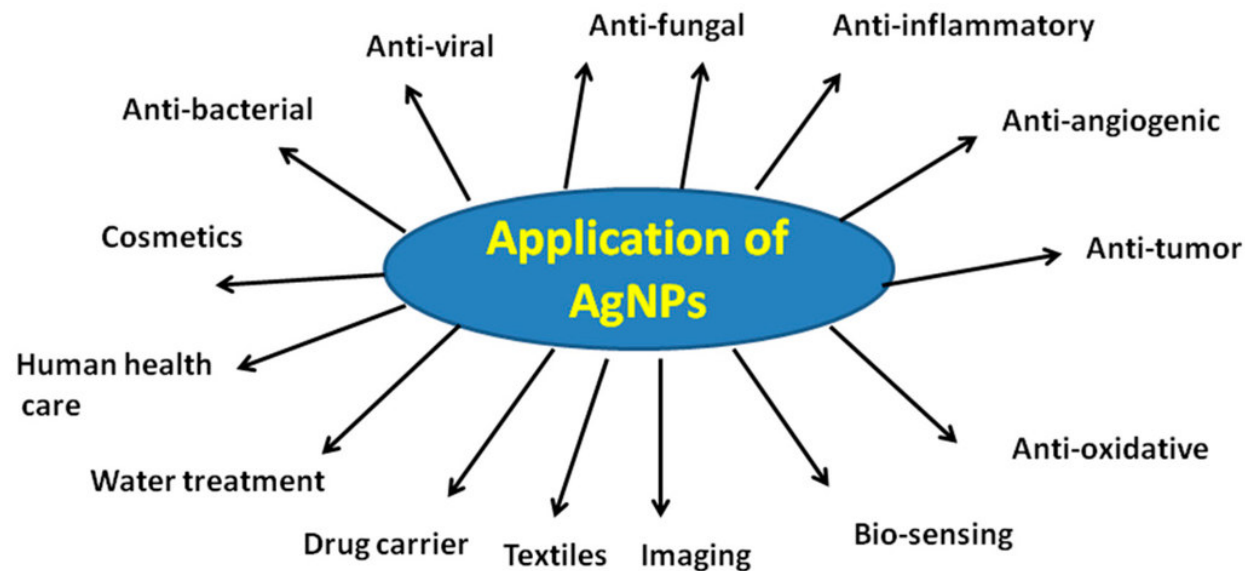 Anti-fungal
Anti-inflammatory
Anti-viral
Anti-bacterial
Anti-angiogenic
Cosmetics
Application of
AgNPs
Anti-tumor
Human health
care
Anti-oxidative
Water treatment
Bio-sensing
Drug carrier
Textiles
Imaging